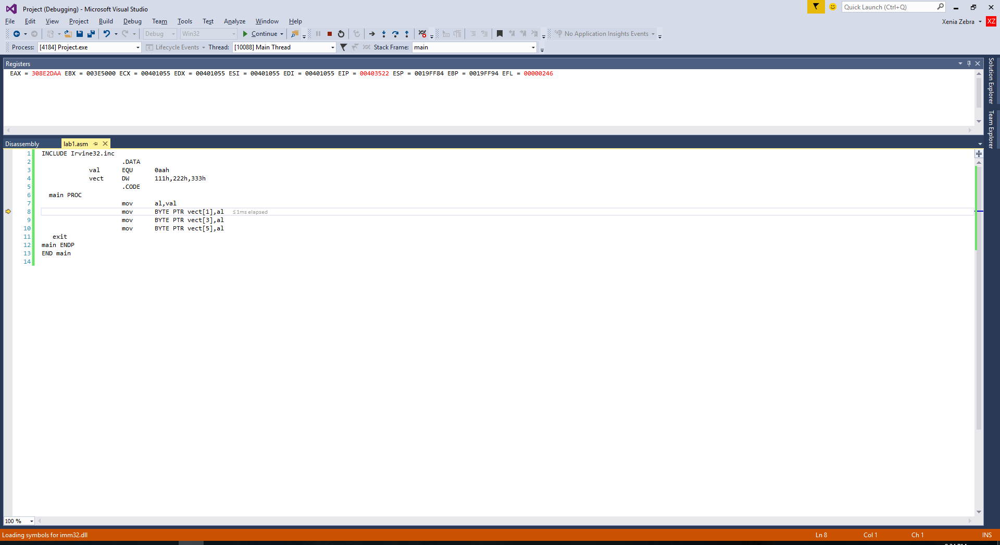 Project (Debugging) - Microsoft Visual Studio
Quick Launch (Ctrl+Q)
File Edit View Project Build Debug Team Tools Test Analyze Window Help
Xenia Zebra XZ
Debug Win32 Continue No Application Insights Events
Process: [4184] Project.exe Lifecycle Events Thread: [10088] Main Thread Stack Frame: main
Registers
EAX = 308E2DAA EBX = 003E5000 ECX = 00401055 EDX = 00401055 ESI = 00401055 EDI = 00401055 EIP = 00403522 ESP = 0019FF84 EBP = 0019FF94 EFL = 00000246
Solution Explorer
Team Explorer
Disassembly lab1.asm
1 INCLUDE Irvine32.inc
2 .DATA
3 val EQU 0aah
4 vect DW 111h,222h,333h
5 .CODE
6 main PROC
7 mov al,val
8 mov BYTE PTR vect[1],al ≤1ms elapsed
9 mov BYTE PTR vect[3],al
10 mov BYTE PTR vect[5],al
11 exit
12 main ENDP
13 END main
14
100 %
Loading symbols for imm32.dll Ln 8 Col 1 Ch 1 INS